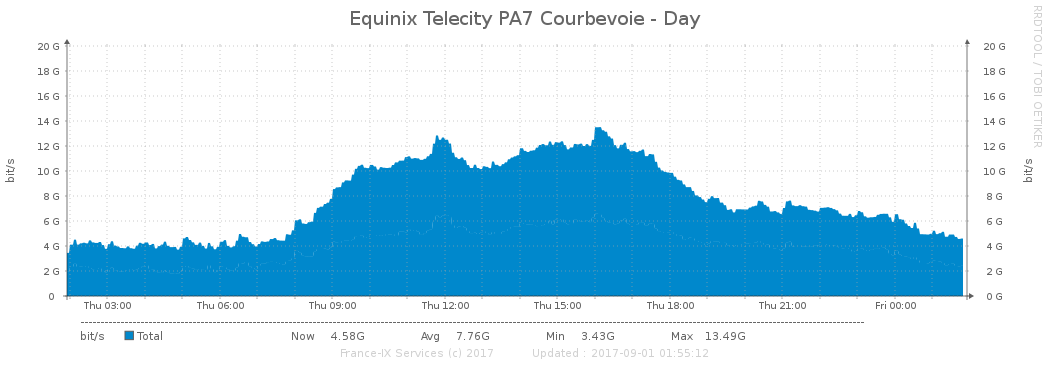 Equinix Telecity PA7 Courbevoie - Day
RRDTOOL / TOBI OETIKER
bit/s
bit/s
20 G 20 G
18 G 18 G
16 G 16 G
14 G 14 G
12 G 12 G
10 G 10 G
8 G 8 G
6 G 6 G
4 G 4 G
2 G 2 G
0 0 G
Thu 03:00 Thu 06:00 Thu 09:00 Thu 12:00 Thu 15:00 Thu 18:00 Thu 21:00 Fri 00:00
bit/s Total Now 4.58G Avg 7.76G Min 3.43G Max 13.49G
France-IX Services (c) 2017 Updated : 2017-09-01 01:55:12